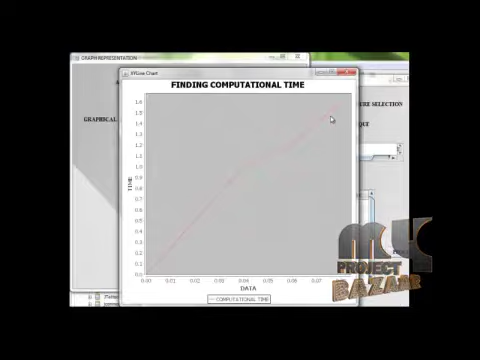 GRAPH REPRESENTATION
XYLine Chart
FINDING COMPUTATIONAL TIME
URE SELECTION
GRAPHICAL
QUE
1.6
1.5
1.4
1.3
1.2
1.1
1.0
0.9
0.8
0.7
0.6
0.5
0.4
0.3
0.2
0.1
0.0
TIME
0.00 0.01 0.02 0.03 0.04 0.05 0.06 0.07
DATA
COMPUTATIONAL TIME
PROJECT
BAZAAR